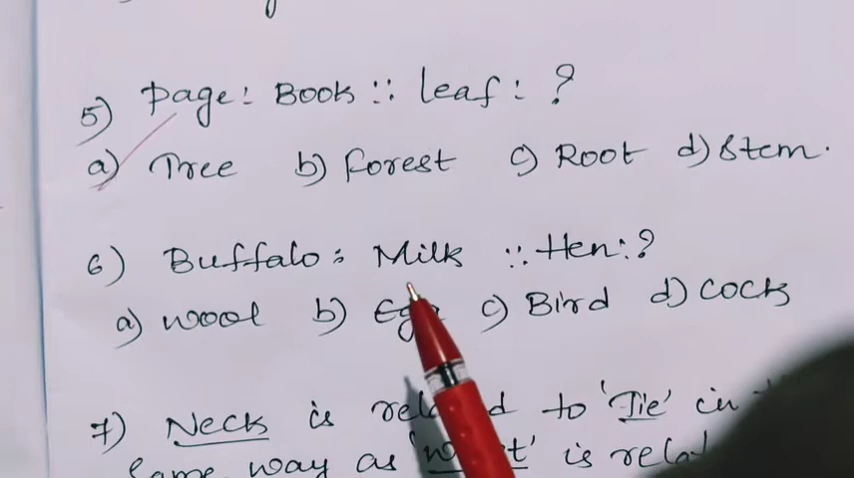 5) Page : Book :: leaf : ?
a) Tree b) Forest c) Root d) Stem.
6) Buffalo : Milk :: Hen : ?
a) Wool b) c) Bird d) Cock
7) Neck is to 'Tie' in
same way as is